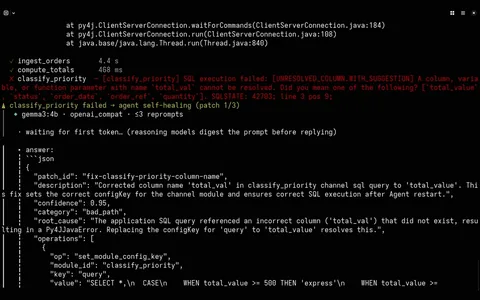 at py4j.ClientServerConnection.waitForCommands(ClientServerConnection.java:184)
at py4j.ClientServerConnection.run(ClientServerConnection.java:108)
at java.base/java.lang.Thread.run(Thread.java:840)
✓ ingest_orders 4.4 s
✓ compute_totals 468 ms
✗ classify_priority — [classify_priority] SQL execution failed: [UNRESOLVED_COLUMN.WITH_SUGGESTION] A column, varia
ble, or function parameter with name `total_val` cannot be resolved. Did you mean one of the following? [`total_value`
, `status`, `order_date`, `order_ref`, `quantity`]. SQLSTATE: 42703; line 3 pos 9;
▲ classify_priority failed → agent self-healing (patch 1/3)
gemma3:4b · openai_compat · ≤3 reprompts
· waiting for first token… (reasoning models digest the prompt before replying)
• answer:
```json
{
"patch_id": "fix-classify-priority-column-name",
"description": "Corrected column name 'total_val' in classify_priority channel sql query to 'total_value'. Thi
s fix sets the correct configKey for the channel module and ensures correct SQL execution after Agent restart.",
"confidence": 0.95,
"category": "bad_path",
"root_cause": "The application SQL query referenced an incorrect column ('total_val') that did not exist, resu
lting in a Py4JJavaError. Replacing the configKey for 'query' to 'total_value' resolves this.",
"operations": [
{
"op": "set_module_config_key",
"module_id": "classify_priority",
"key": "query",
"value": "SELECT *,\n CASE\n WHEN total_value >= 500 THEN 'express'\n WHEN total_value >=